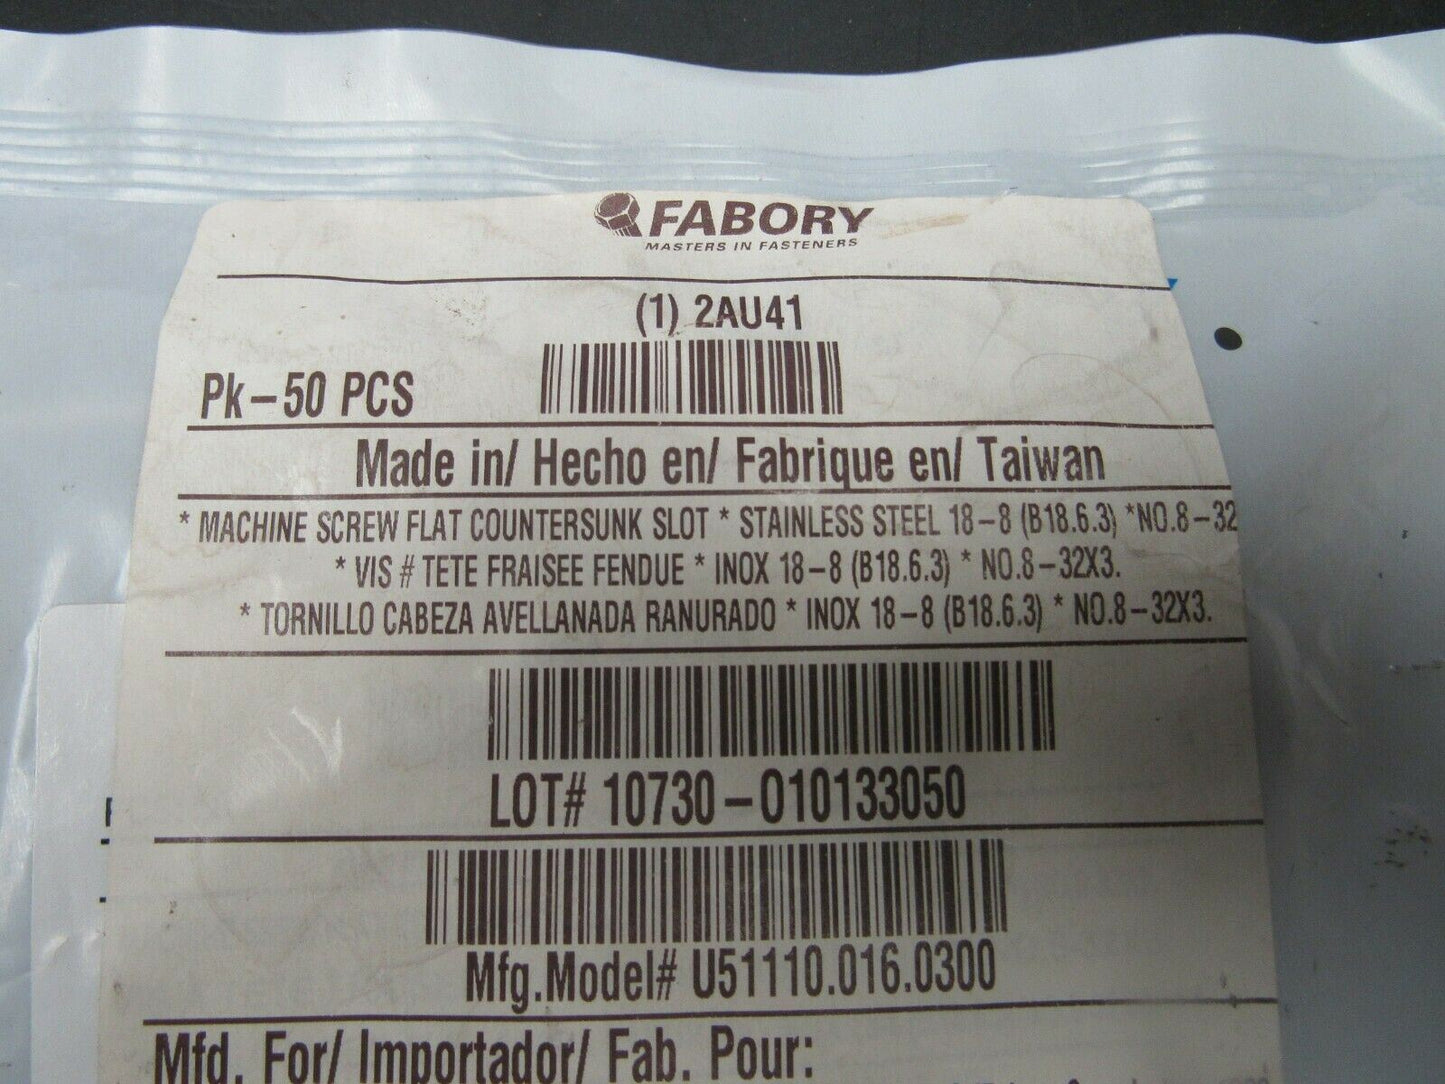 FABORY
MASTERS IN FASTENERS
(1) 2AU41
Pk-50 PCS
Made in/ Hecho en/ Fabrique en/ Taiwan
* MACHINE SCREW FLAT COUNTERSUNK SLOT * STAINLESS STEEL 18-8 (B18.6.3) *NO.8-32
* VIS # TETE FRAISEE FENDUE * INOX 18-8 (B18.6.3) * NO.8-32X3.
* TORNILLO CABEZA AVELLANADA RANURADO * INOX 18-8 (B18.6.3) * NO.8-32X3.
LOT# 10730-010133050
Mfg.Model# U51110.016.0300
Mfd. For/ Importador/ Fab. Pour: